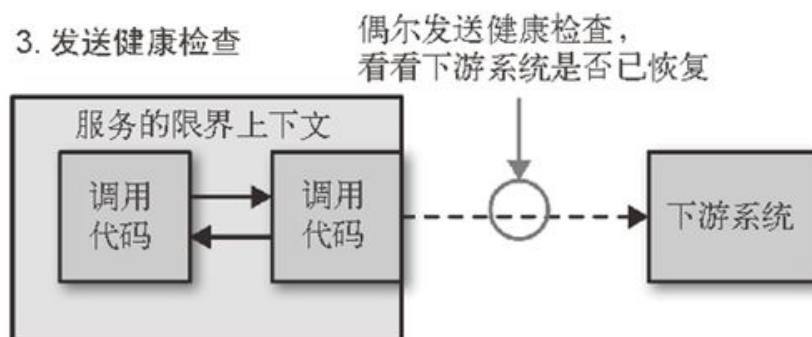 3. 发送健康检查
偶尔发送健康检查，
看看下游系统是否已恢复
服务的限界上下文
调用
代码
调用
代码
下游系统